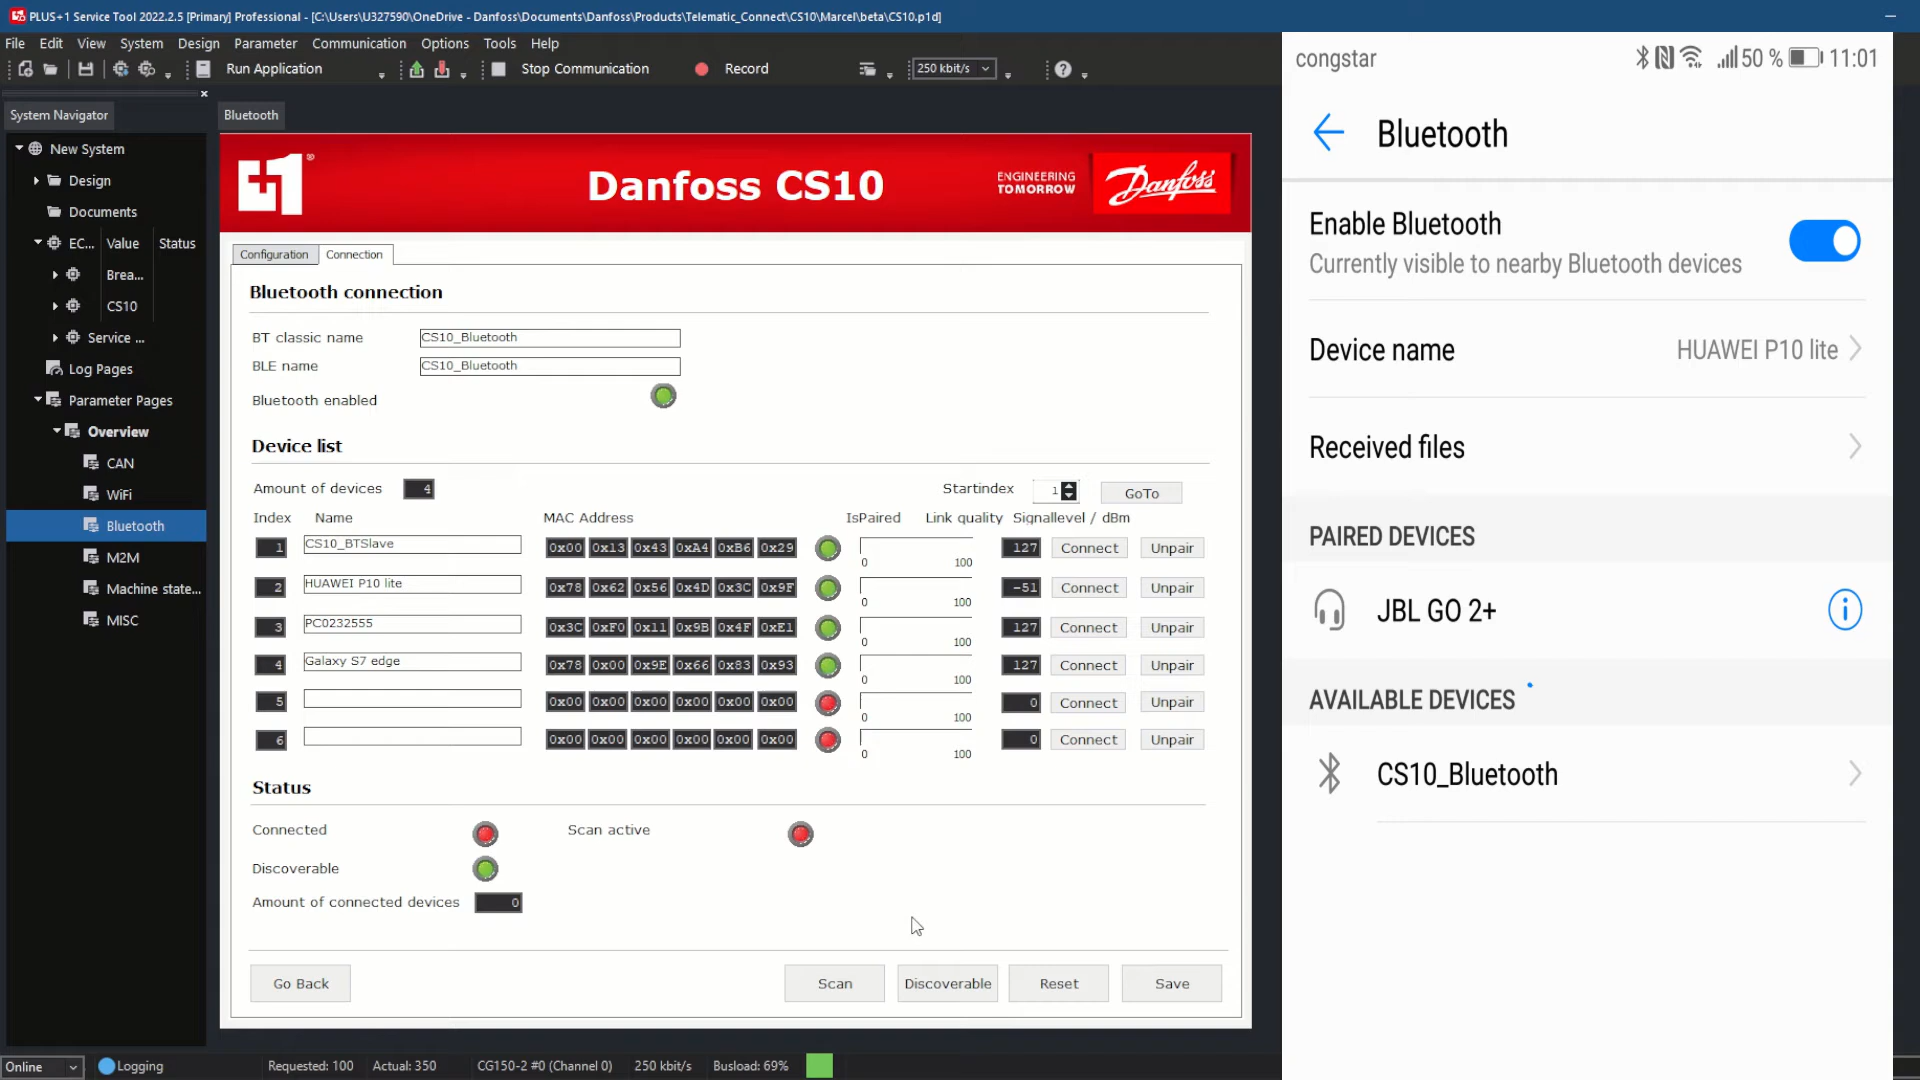 PLUS+1 Service Tool 2022.2.5 [Primary] Professional - [C:\Users\U327590\OneDrive - Danfoss\Documents\Danfoss\Products\Telematic_Connect\CS10\Marcel\beta\CS10.p1d]
File Edit View System Design Parameter Communication Options Tools Help
Run Application Stop Communication Record 250 kbit/s
System Navigator
New System
Design
Documents
EC... Value Status
Brea...
CS10
Service ...
Log Pages
Parameter Pages
Overview
CAN
WiFi
Bluetooth
M2M
Machine state...
MISC
Bluetooth
+1 ®
Danfoss CS10
ENGINEERING
TOMORROW
Danfoss
Configuration Connection
Bluetooth connection
BT classic name CS10_Bluetooth
BLE name CS10_Bluetooth
Bluetooth enabled
Device list
Amount of devices 4 Startindex 1 GoTo
Index Name MAC Address IsPaired Link quality Signallevel / dBm
1 CS10_BTSlave 0x00 0x13 0x43 0xA4 0xB6 0x29 0 100 127 Connect Unpair
2 HUAWEI P10 lite 0x78 0x62 0x56 0x4D 0x3C 0x9F 0 100 -51 Connect Unpair
3 PC0232555 0x3C 0xF0 0x11 0x9B 0x4F 0xE1 0 100 127 Connect Unpair
4 Galaxy S7 edge 0x78 0x00 0x9E 0x66 0x83 0x93 0 100 127 Connect Unpair
5 0x00 0x00 0x00 0x00 0x00 0x00 0 100 0 Connect Unpair
6 0x00 0x00 0x00 0x00 0x00 0x00 0 100 0 Connect Unpair
Status
Connected Scan active
Discoverable
Amount of connected devices 0
Go Back Scan Discoverable Reset Save
Online Logging Requested: 100 Actual: 350 CG150-2 #0 (Channel 0) 250 kbit/s Busload: 69%
congstar 50 % 11:01
Bluetooth
Enable Bluetooth
Currently visible to nearby Bluetooth devices
Device name HUAWEI P10 lite
Received files
PAIRED DEVICES
JBL GO 2+
AVAILABLE DEVICES
CS10_Bluetooth